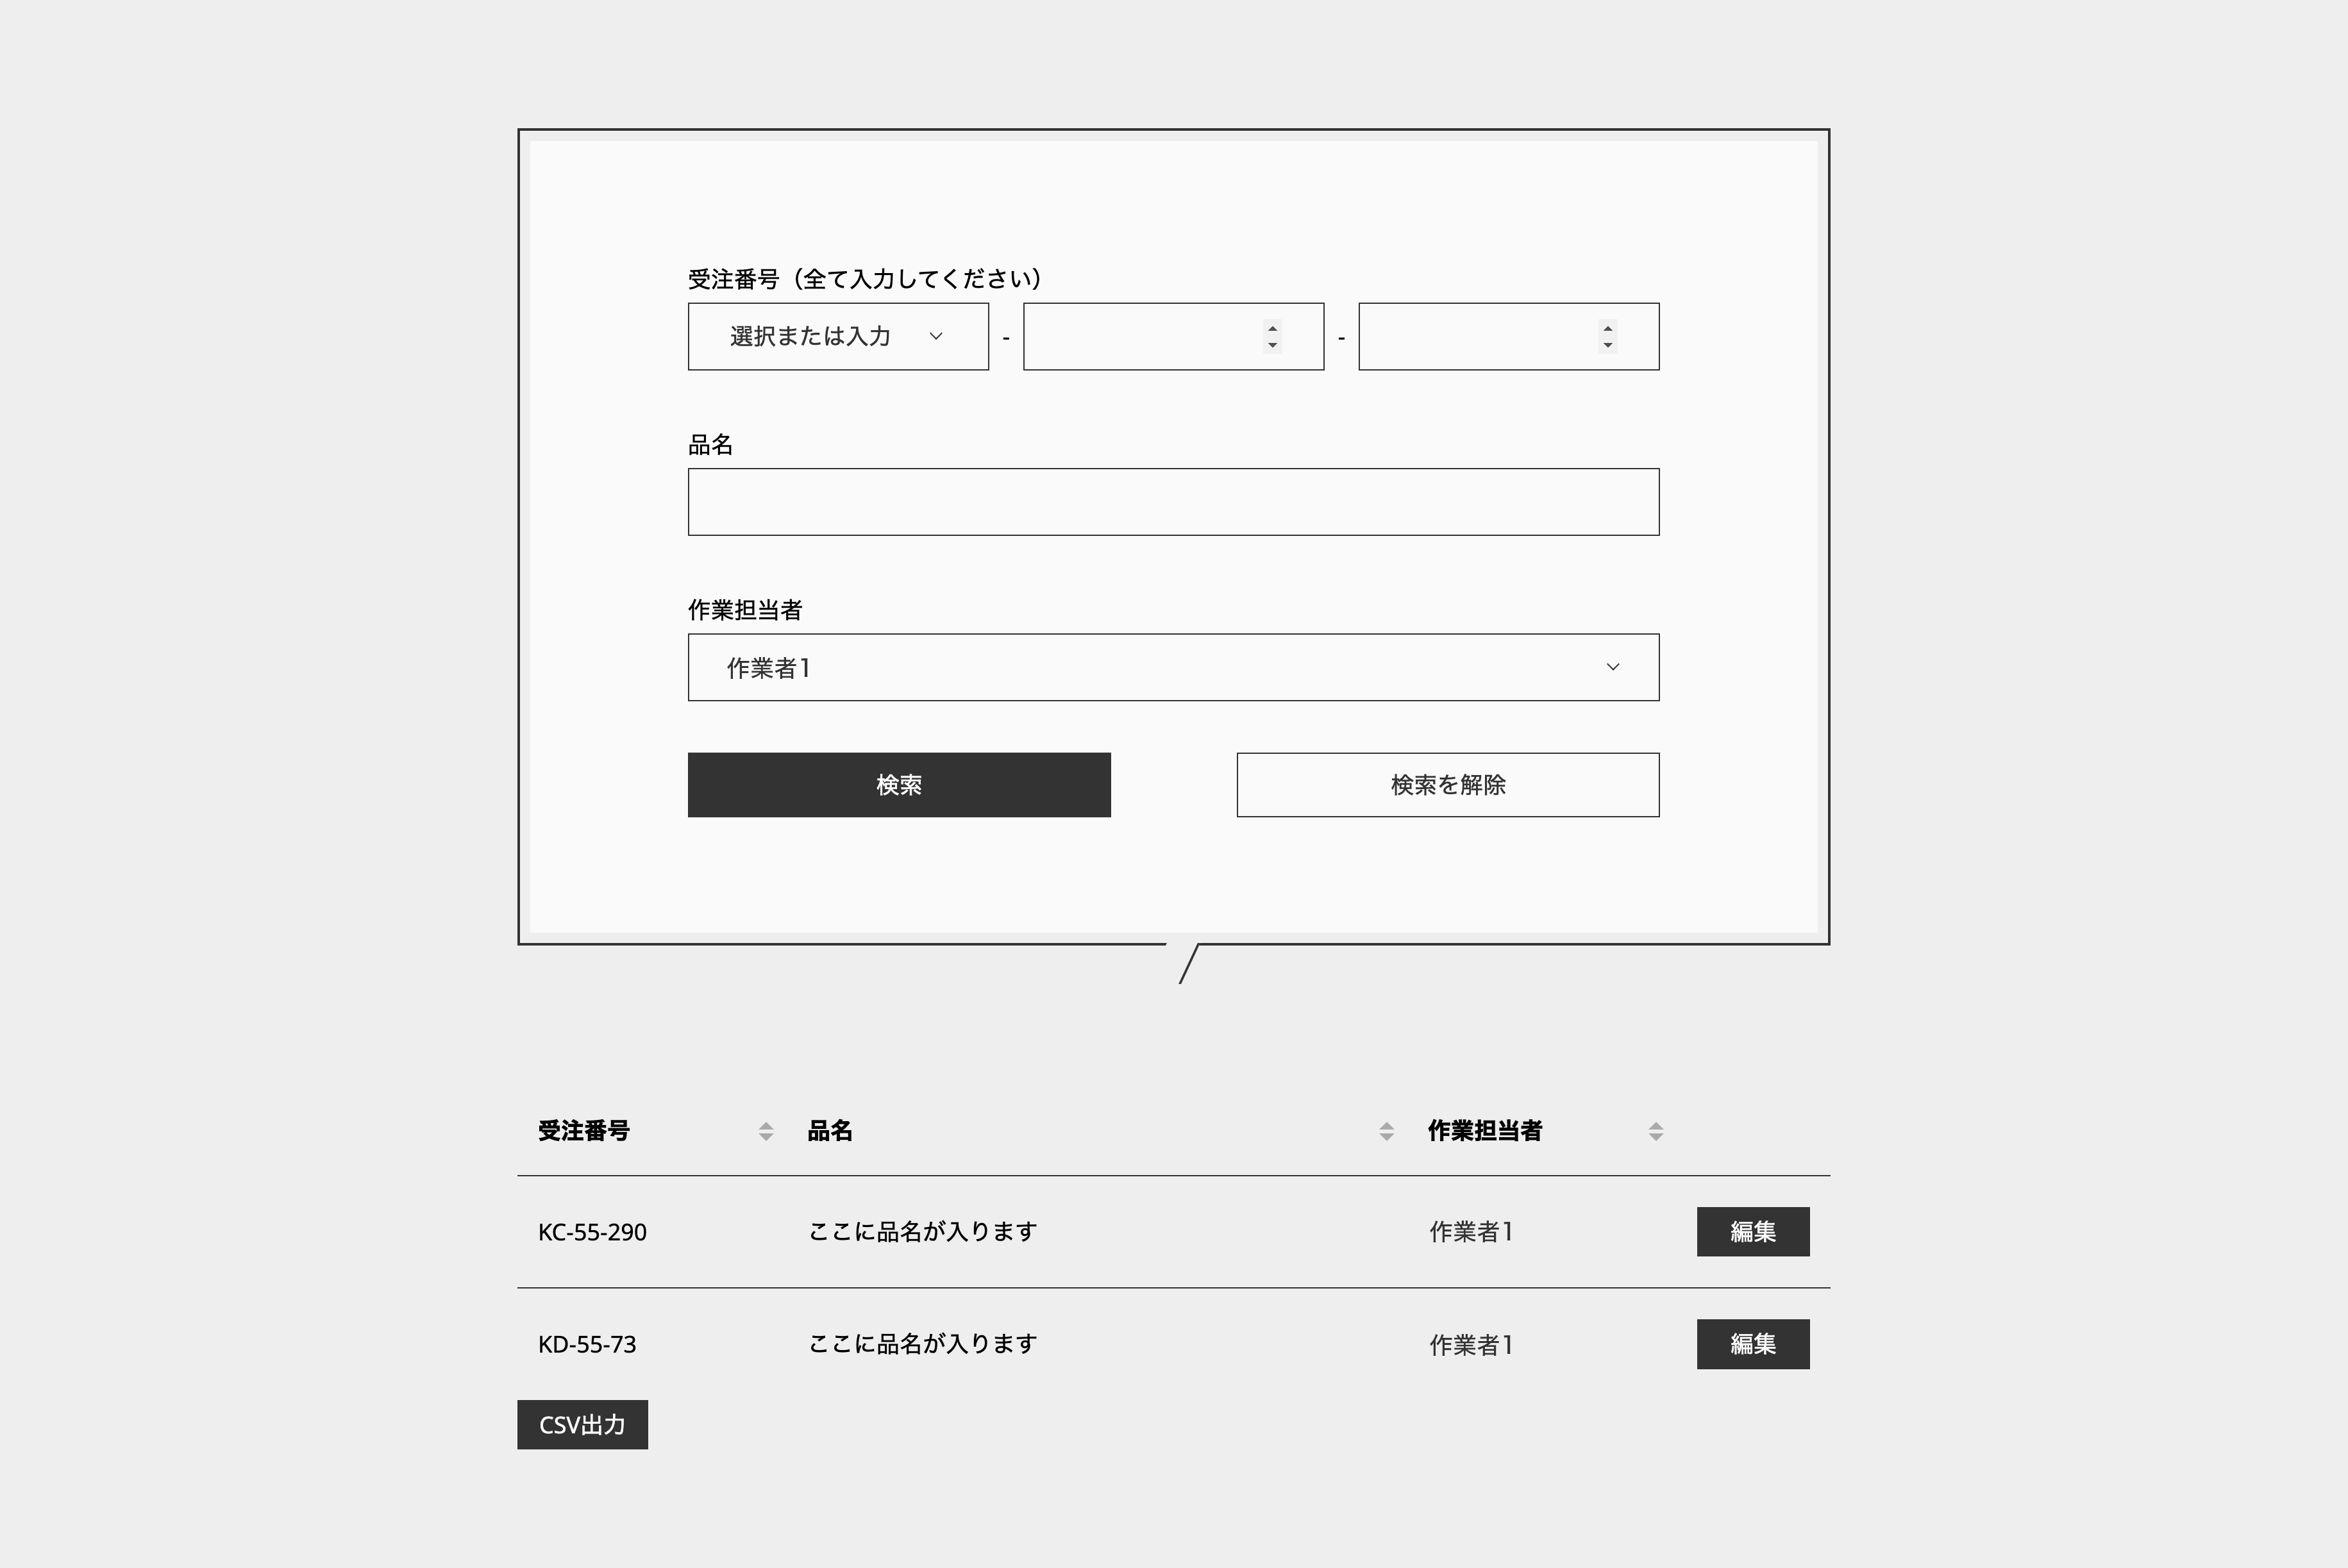 受注番号（全て入力してください）
選択または入力 - -
品名
作業担当者
作業者1
検索 検索を解除
受注番号 品名 作業担当者
KC-55-290 ここに品名が入ります 作業者1 編集
KD-55-73 ここに品名が入ります 作業者1 編集
CSV出力